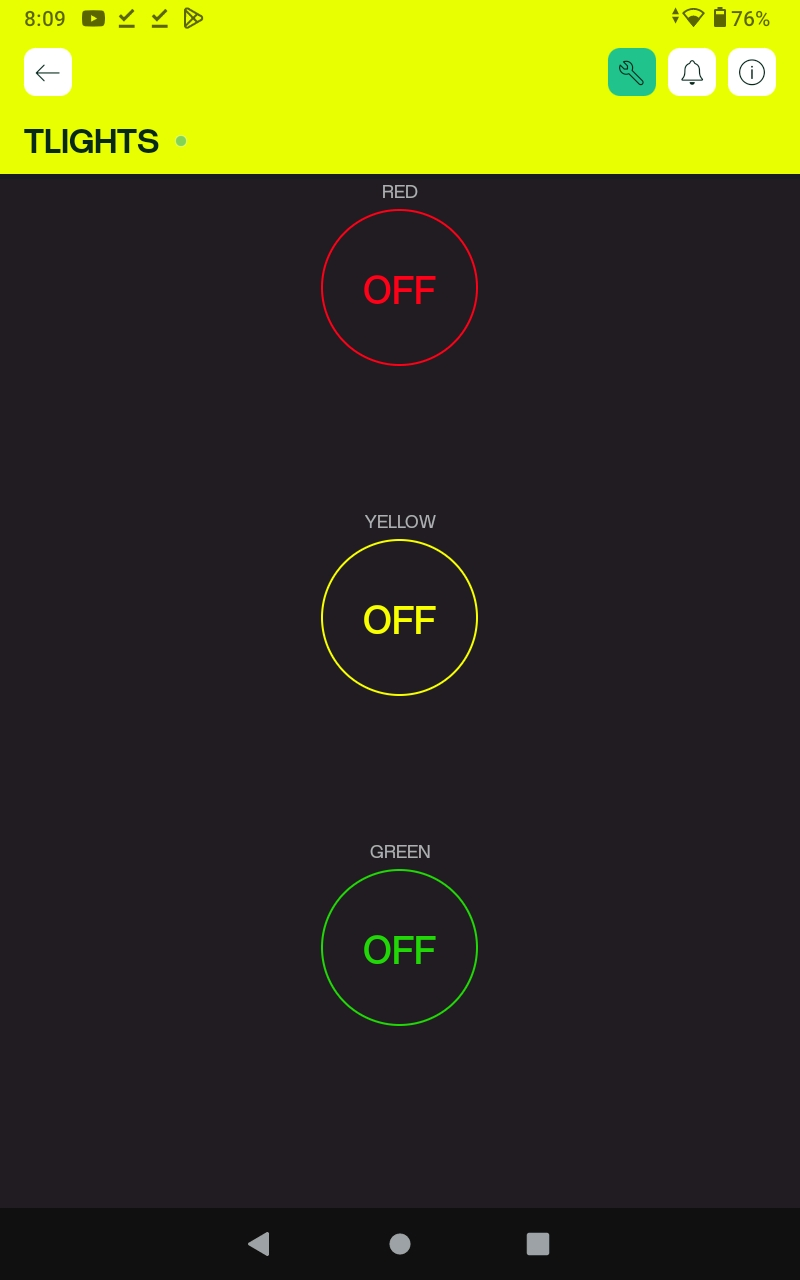 8:09 76%
TLIGHTS
RED
OFF
YELLOW
OFF
GREEN
OFF